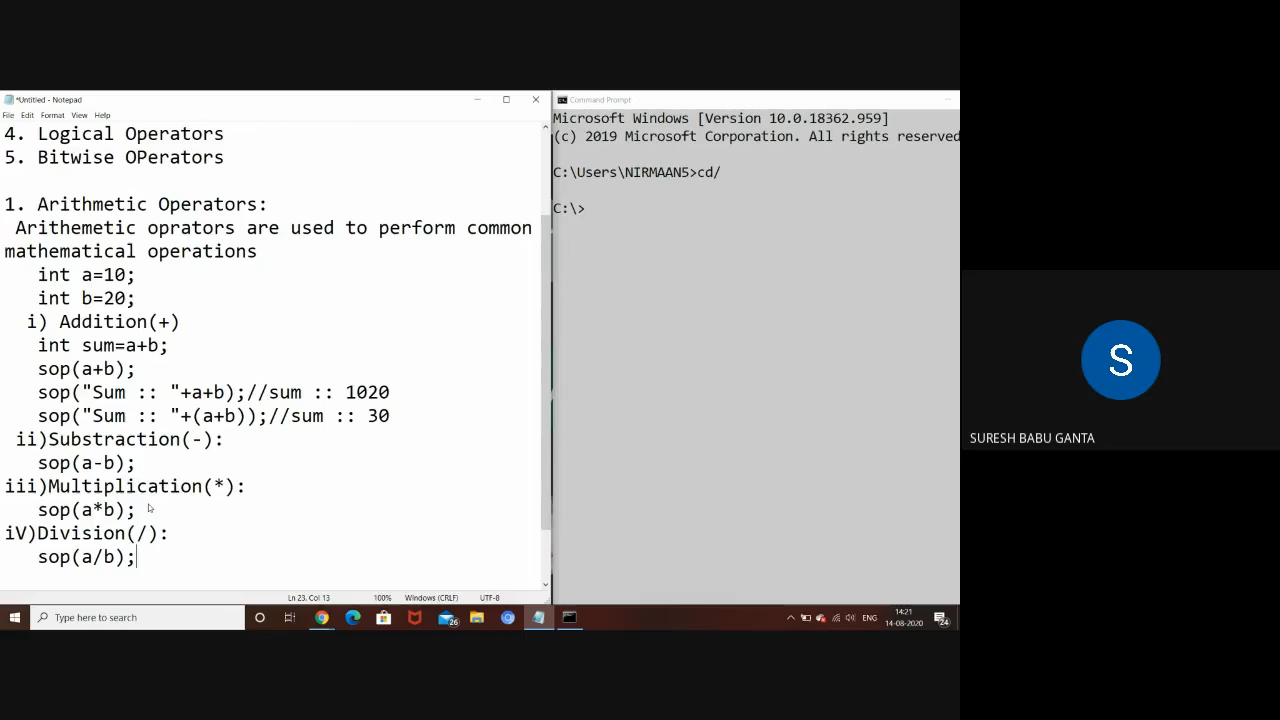 *Untitled - Notepad
File Edit Format View Help
4. Logical Operators
5. Bitwise OPerators
1. Arithmetic Operators:
Arithemetic oprators are used to perform common
mathematical operations
int a=10;
int b=20;
i) Addition(+)
int sum=a+b;
sop(a+b);
sop("Sum :: "+a+b);//sum :: 1020
sop("Sum :: "+(a+b));//sum :: 30
ii)Substraction(-):
sop(a-b);
iii)Multiplication(*):
sop(a*b);
iV)Division(/):
sop(a/b);
Ln 23, Col 13 100% Windows (CRLF) UTF-8
Command Prompt
Microsoft Windows [Version 10.0.18362.959]
(c) 2019 Microsoft Corporation. All rights reserved
C:\Users\NIRMAAN5>cd/
C:\>
S
SURESH BABU GANTA
Type here to search
26
ENG
14:21
14-08-2020
24